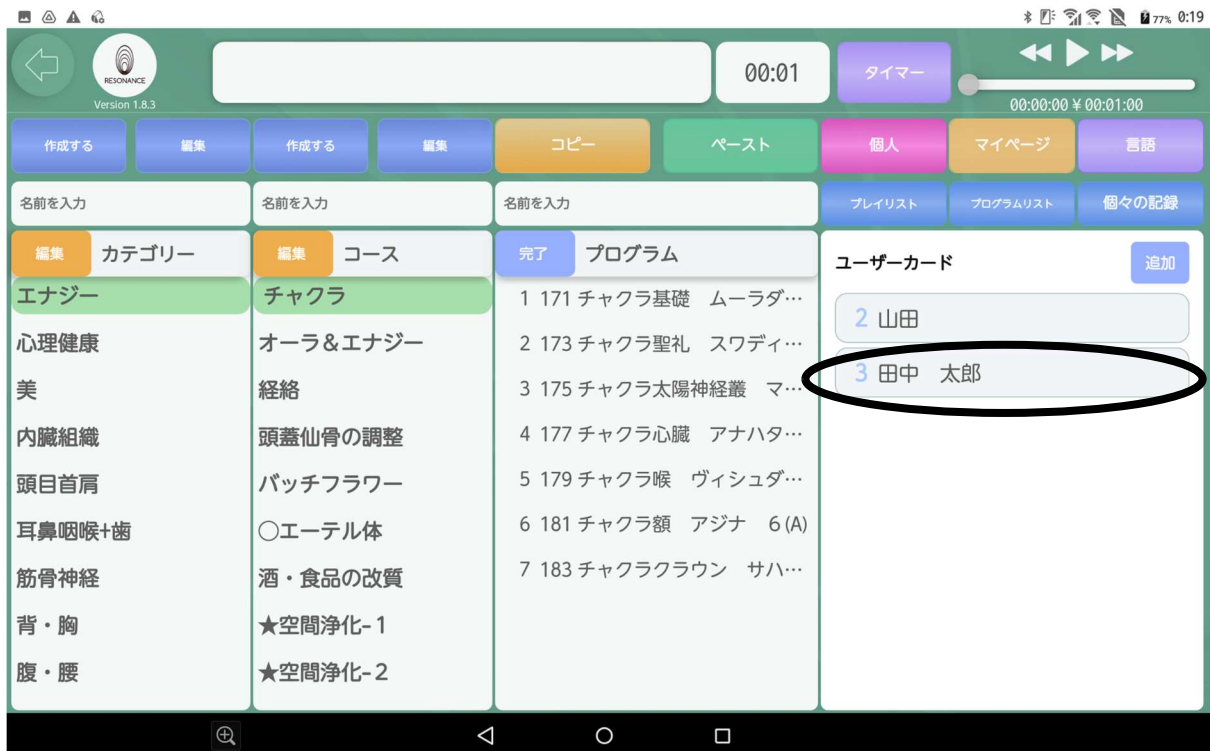 77% 0:19
RESONANCE
Version 1.8.3
00:01
タイマー
00:00:00 ¥ 00:01:00
作成する 編集 作成する 編集 コピー ペースト 個人 マイページ 言語
名前を入力 名前を入力 名前を入力 プレイリスト プログラムリスト 個々の記録
編集 カテゴリー
エナジー
心理健康
美
内臓組織
頭目首肩
耳鼻咽喉+歯
筋骨神経
背・胸
腹・腰
編集 コース
チャクラ
オーラ&エナジー
経絡
頭蓋仙骨の調整
バッチフラワー
○エーテル体
酒・食品の改質
★空間浄化-1
★空間浄化-2
完了 プログラム
1 171 チャクラ基礎　ムーラダ…
2 173 チャクラ聖礼　スワディ…
3 175 チャクラ太陽神経叢　マ…
4 177 チャクラ心臓　アナハタ…
5 179 チャクラ喉　ヴィシュダ…
6 181 チャクラ額　アジナ　6(A)
7 183 チャクラクラウン　サハ…
ユーザーカード 追加
2 山田
3 田中　太郎